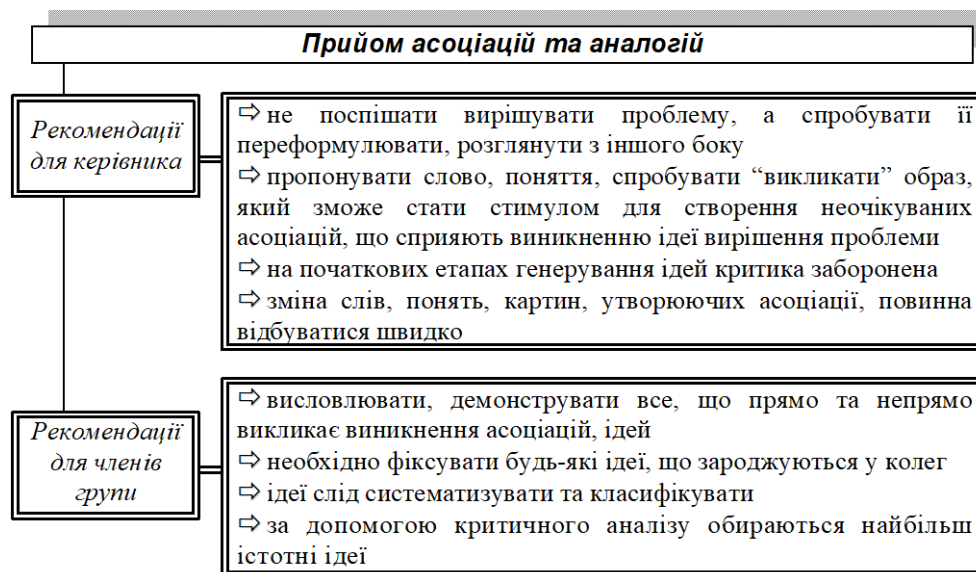 Прийом асоціацій та аналогій
Рекомендації
для керівника
⇨ не поспішати вирішувати проблему, а спробувати її
переформулювати, розглянути з іншого боку
⇨ пропонувати слово, поняття, спробувати “викликати” образ,
який зможе стати стимулом для створення неочікуваних
асоціацій, що сприяють виникненню ідеї вирішення проблеми
⇨ на початкових етапах генерування ідей критика заборонена
⇨ зміна слів, понять, картин, утворюючих асоціації, повинна
відбуватися швидко
Рекомендації
для членів
групи
⇨ висловлювати, демонструвати все, що прямо та непрямо
викликає виникнення асоціацій, ідей
⇨ необхідно фіксувати будь-які ідеї, що зароджуються у колег
⇨ ідеї слід систематизувати та класифікувати
⇨ за допомогою критичного аналізу обираються найбільш
істотні ідеї